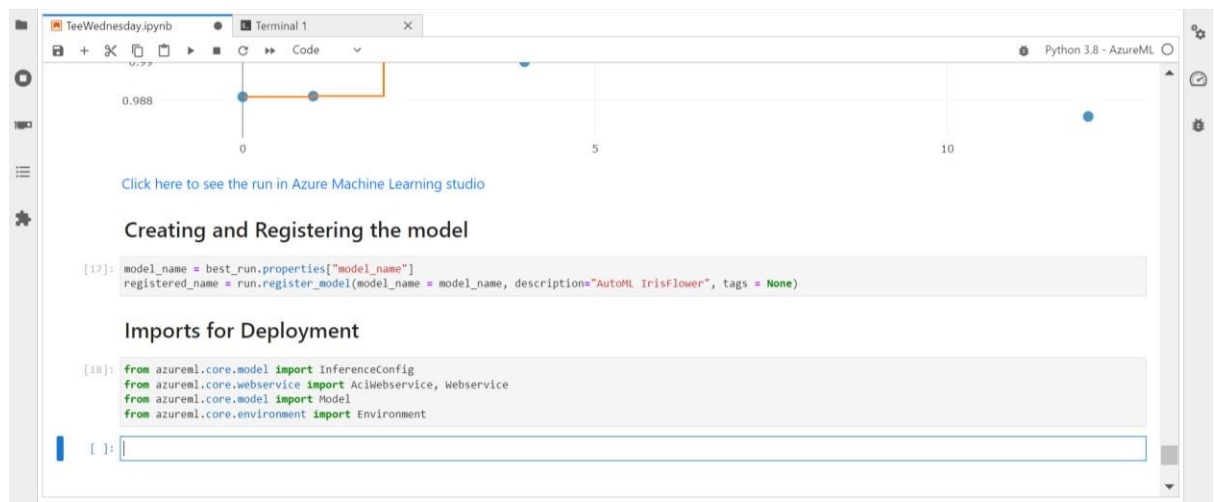 TeeWednesday.ipynb
Terminal 1
Code
Python 3.8 - AzureML
0.99
0.988
0
5
10
Click here to see the run in Azure Machine Learning studio
Creating and Registering the model
[17]: model_name = best_run.properties["model_name"]
registered_name = run.register_model(model_name = model_name, description="AutoML IrisFlower", tags = None)
Imports for Deployment
[18]: from azureml.core.model import InferenceConfig
from azureml.core.webservice import AciWebservice, Webservice
from azureml.core.model import Model
from azureml.core.environment import Environment
[ ]: